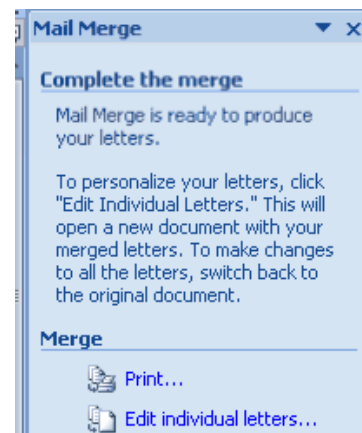 Mail Merge
Complete the merge
Mail Merge is ready to produce
your letters.
To personalize your letters, click
"Edit Individual Letters." This will
open a new document with your
merged letters. To make changes
to all the letters, switch back to
the original document.
Merge
Print...
Edit individual letters...